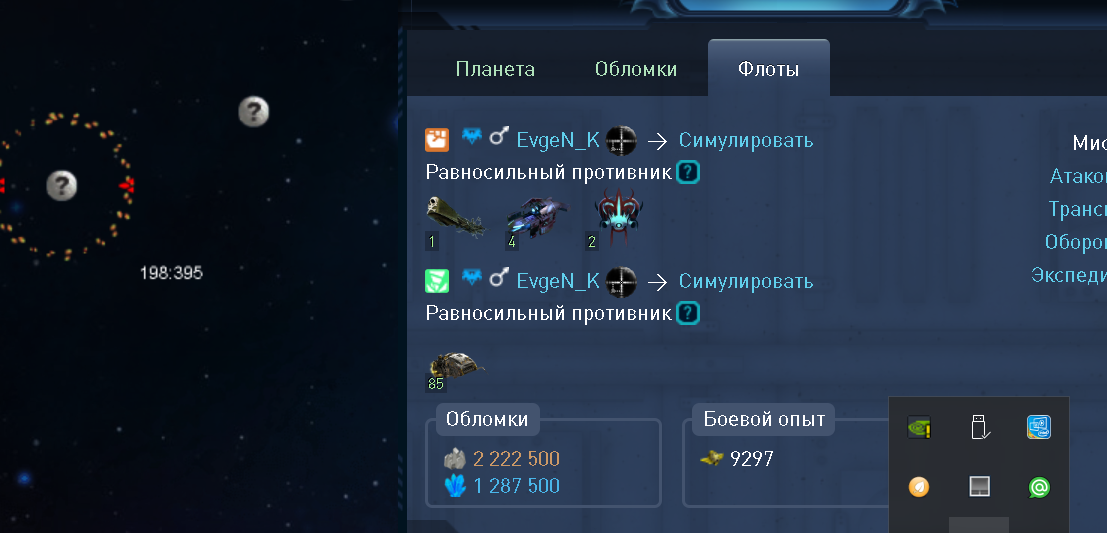 Планета Обломки Флоты
EvgeN_K → Симулировать
Равносильный противник ?
1 4 2
EvgeN_K → Симулировать
Равносильный противник ?
85
Обломки
2 222 500
1 287 500
Боевой опыт
9297
Мис
Атако
Транс
Оборо
Экспеди
? ?
198:395